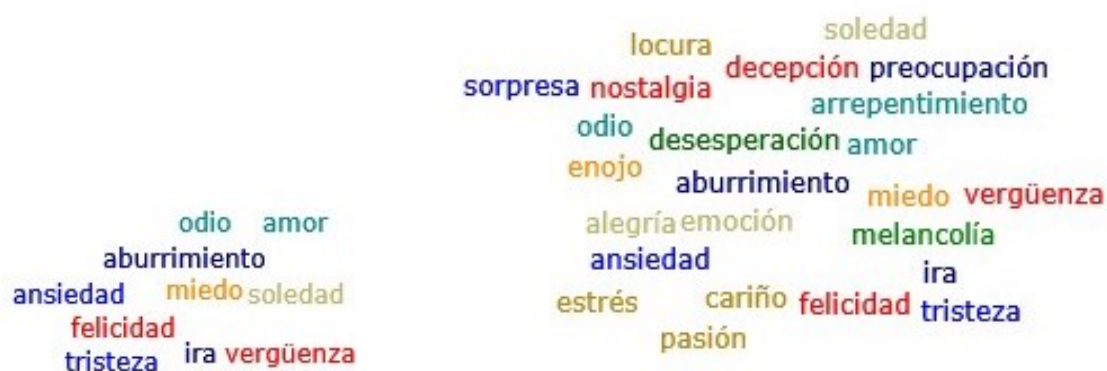 odio amor
aburrimiento
ansiedad miedo soledad
felicidad
tristeza ira vergüenza
soledad
locura
decepción preocupación
sorpresa nostalgia
arrepentimiento
odio desesperación amor
enojo
aburrimiento
miedo vergüenza
alegría emoción
melancolía
ansiedad
ira
estrés cariño felicidad tristeza
pasión